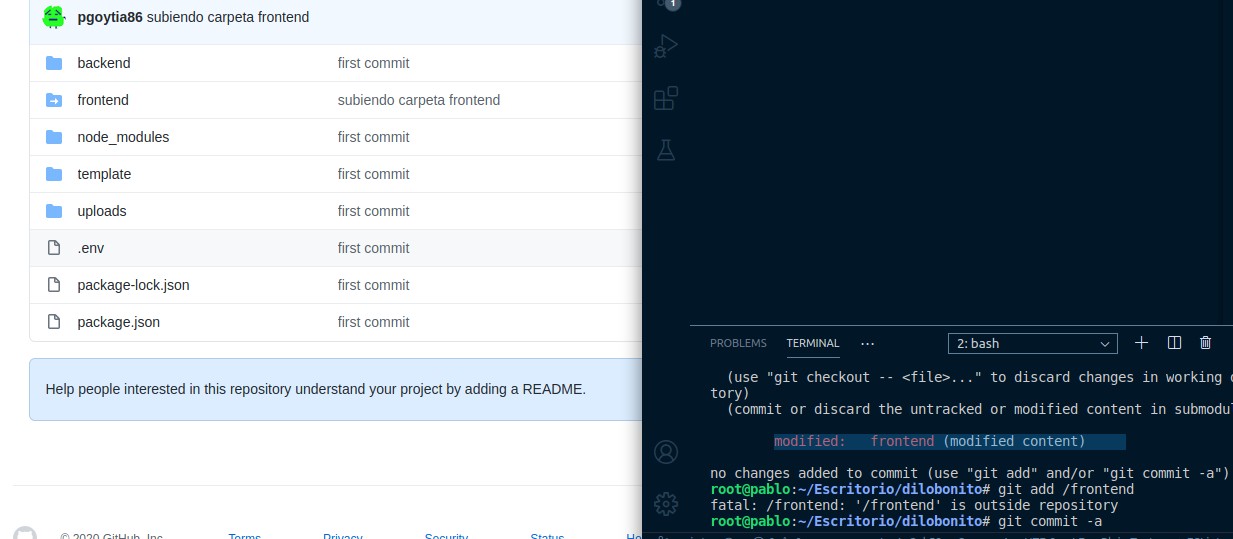 pgoytia86 subiendo carpeta frontend
backend first commit
frontend subiendo carpeta frontend
node_modules first commit
template first commit
uploads first commit
.env first commit
package-lock.json first commit
package.json first commit
Help people interested in this repository understand your project by adding a README.
© 2020 GitHub, Inc.
Terms
Privacy
Security
Status
He
1
PROBLEMS TERMINAL ...
2: bash
(use "git checkout -- <file>..." to discard changes in working
tory)
(commit or discard the untracked or modified content in submodul
modified: frontend (modified content)
no changes added to commit (use "git add" and/or "git commit -a")
root@pablo:~/Escritorio/dilobonito# git add /frontend
fatal: /frontend: '/frontend' is outside repository
root@pablo:~/Escritorio/dilobonito# git commit -a